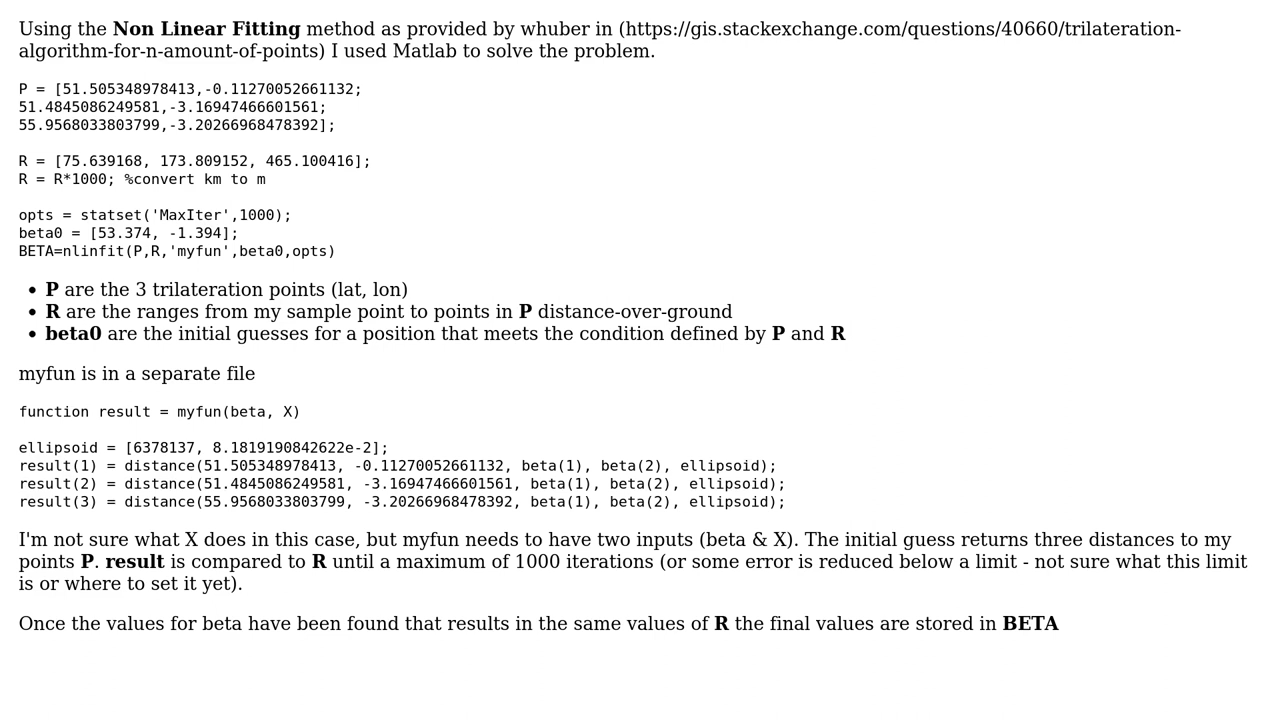 Using the Non Linear Fitting method as provided by whuber in (https://gis.stackexchange.com/questions/40660/trilateration-
algorithm-for-n-amount-of-points) I used Matlab to solve the problem.
P = [51.505348978413,-0.11270052661132;
51.4845086249581,-3.16947466601561;
55.9568033803799,-3.20266968478392];
R = [75.639168, 173.809152, 465.100416];
R = R*1000; %convert km to m
opts = statset('MaxIter',1000);
beta0 = [53.374, -1.394];
BETA=nlinfit(P,R,'myfun',beta0,opts)
• P are the 3 trilateration points (lat, lon)
• R are the ranges from my sample point to points in P distance-over-ground
• beta0 are the initial guesses for a position that meets the condition defined by P and R
myfun is in a separate file
function result = myfun(beta, X)
ellipsoid = [6378137, 8.1819190842622e-2];
result(1) = distance(51.505348978413, -0.11270052661132, beta(1), beta(2), ellipsoid);
result(2) = distance(51.4845086249581, -3.16947466601561, beta(1), beta(2), ellipsoid);
result(3) = distance(55.9568033803799, -3.20266968478392, beta(1), beta(2), ellipsoid);
I'm not sure what X does in this case, but myfun needs to have two inputs (beta & X). The initial guess returns three distances to my
points P. result is compared to R until a maximum of 1000 iterations (or some error is reduced below a limit - not sure what this limit
is or where to set it yet).
Once the values for beta have been found that results in the same values of R the final values are stored in BETA